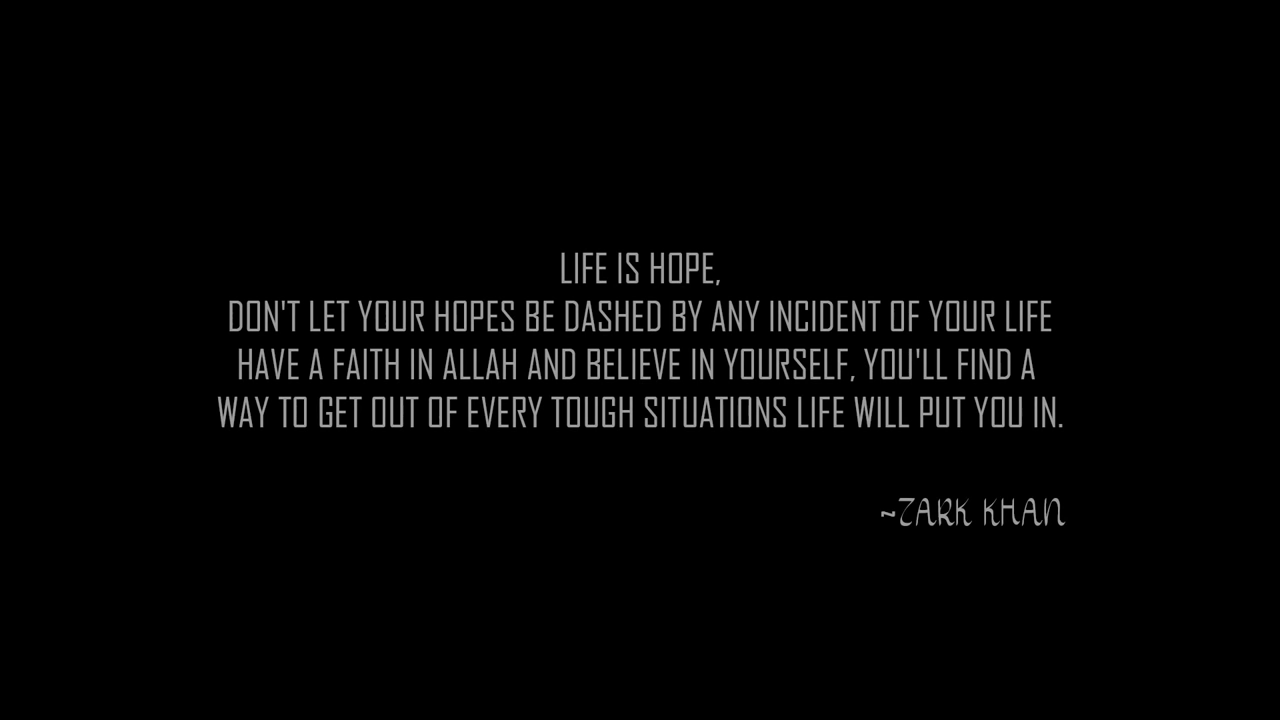 LIFE IS HOPE,
DON'T LET YOUR HOPES BE DASHED BY ANY INCIDENT OF YOUR LIFE
HAVE A FAITH IN ALLAH AND BELIEVE IN YOURSELF, YOU'LL FIND A
WAY TO GET OUT OF EVERY TOUGH SITUATIONS LIFE WILL PUT YOU IN.
~ZARK KHAN